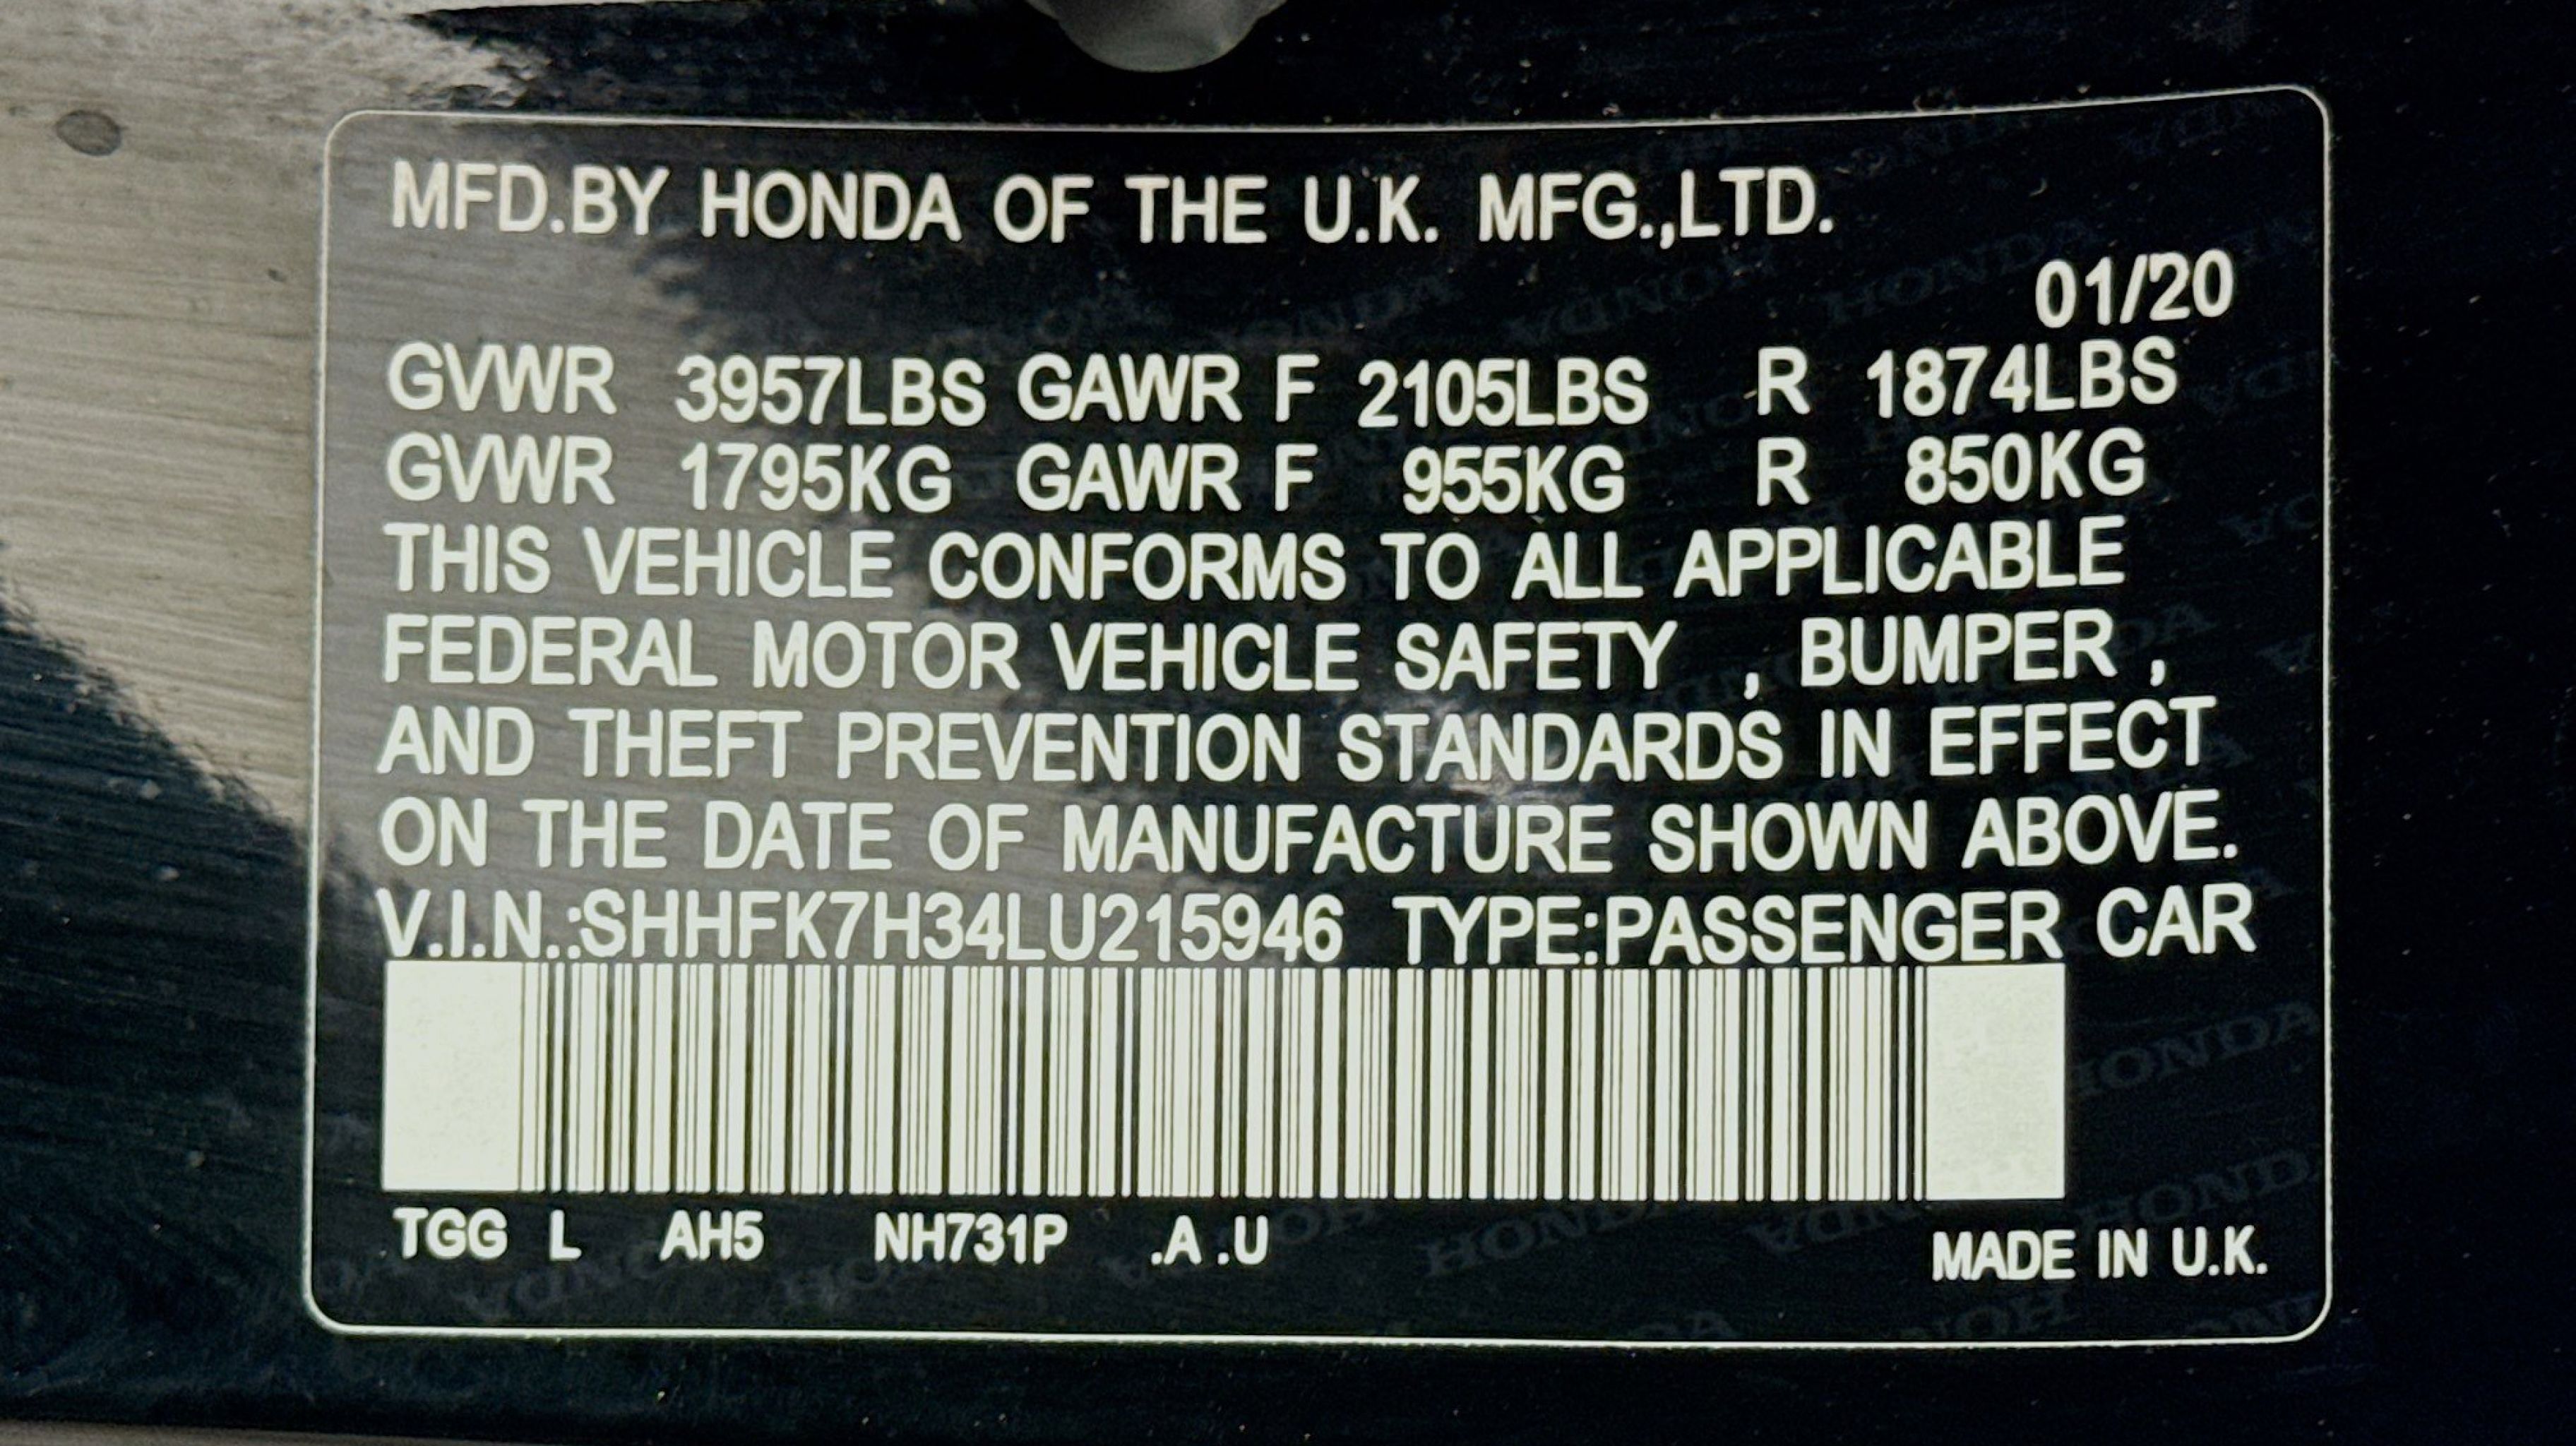 MFD.BY HONDA OF THE U.K. MFG.,LTD.
01/'20
GVWR 3957LBS GAWR F 2105LBS R 1874LBS
GVWR 1795KG GAWR F 955KG R 850KG
THIS VEHICLE CONFORMS TO ALL APPLICABLE
FEDERAL MOTOR VEHICLE SAFETY , BUMPER ,
AND THEFT PREVENTION STANDARDS IN EFFECT
ON THE DATE OF MANUFACTURE SHOWN ABOVE.
V.I.N.:SHHFK7H34LU215946 TYPE:PASSENGER CAR
TGG L AH5 NH731P .A .U
MADE IN U.K.